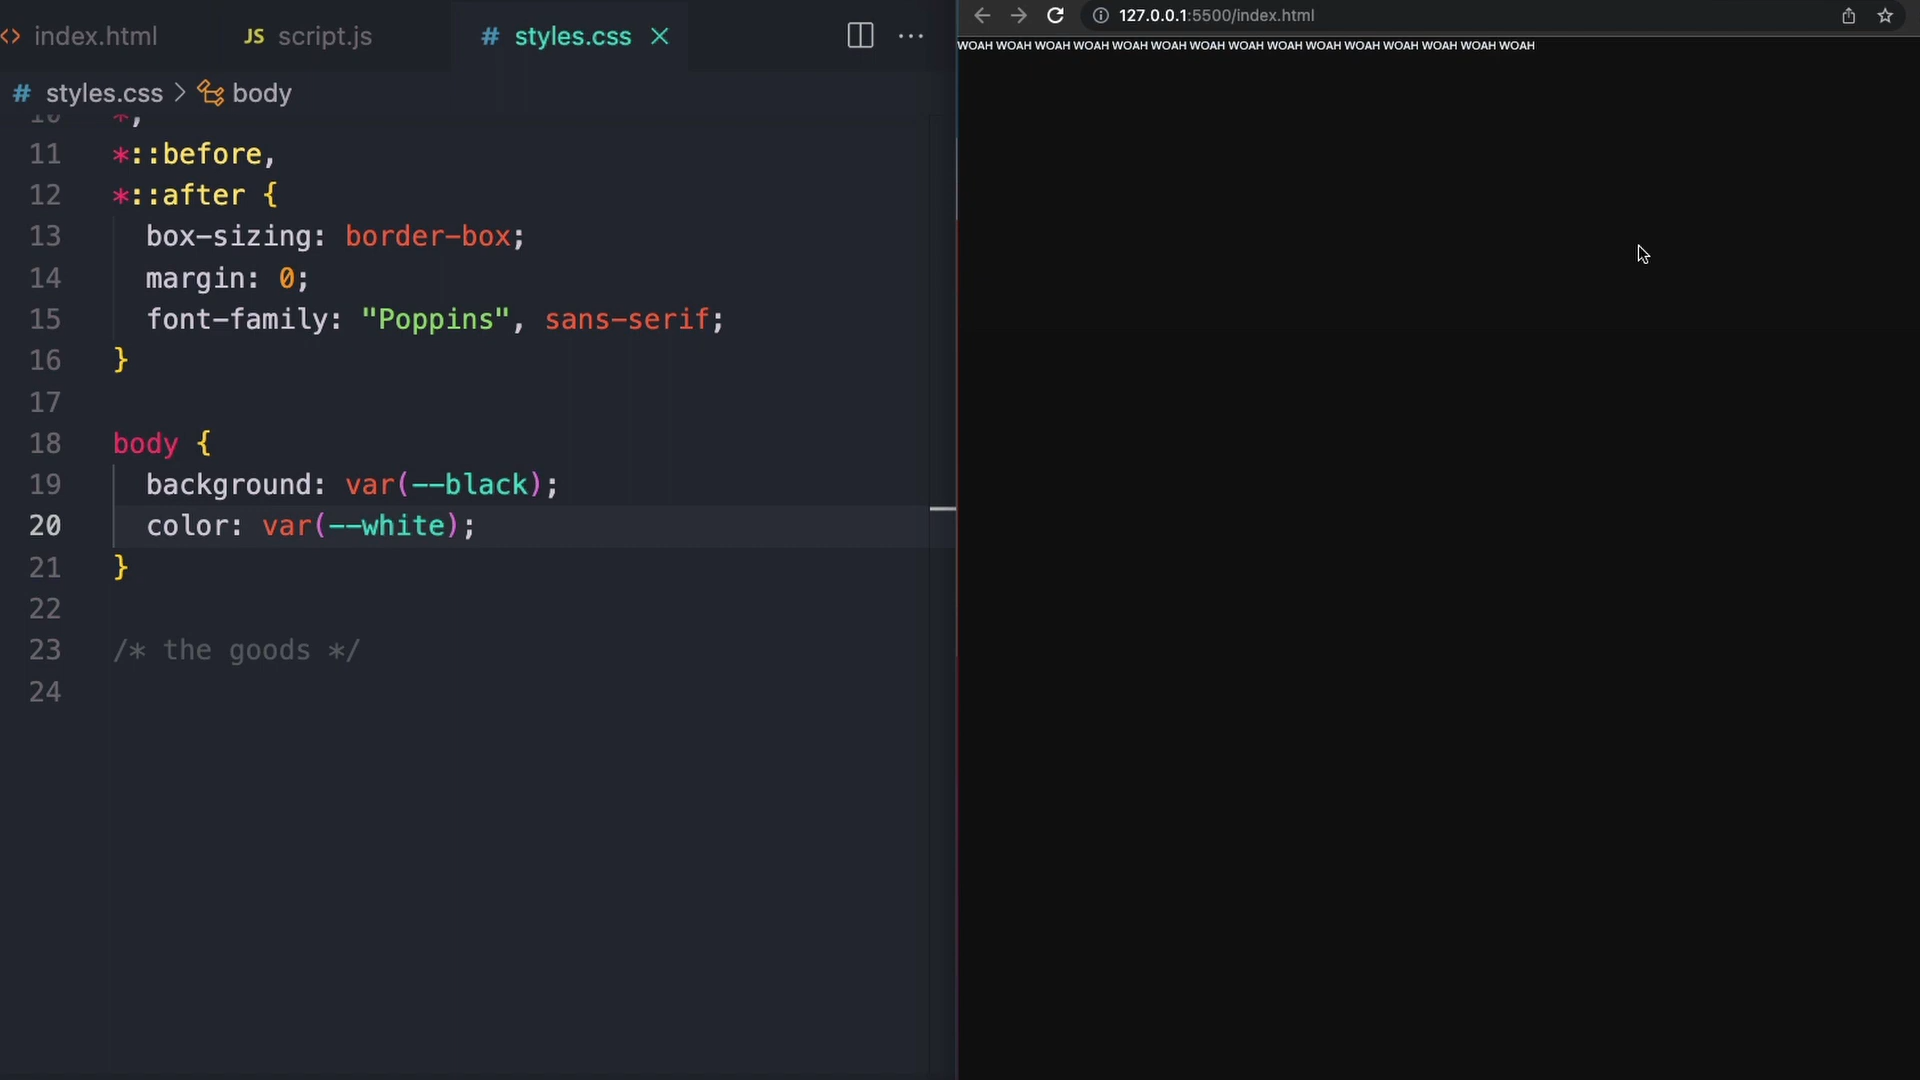 index.html JS script.js # styles.css
# styles.css > body
10 *,
11 *::before,
12 *::after {
13 box-sizing: border-box;
14 margin: 0;
15 font-family: "Poppins", sans-serif;
16 }
17
18 body {
19 background: var(--black);
20 color: var(--white);
21 }
22
23 /* the goods */
24
127.0.0.1:5500/index.html
WOAH WOAH WOAH WOAH WOAH WOAH WOAH WOAH WOAH WOAH WOAH WOAH WOAH WOAH WOAH